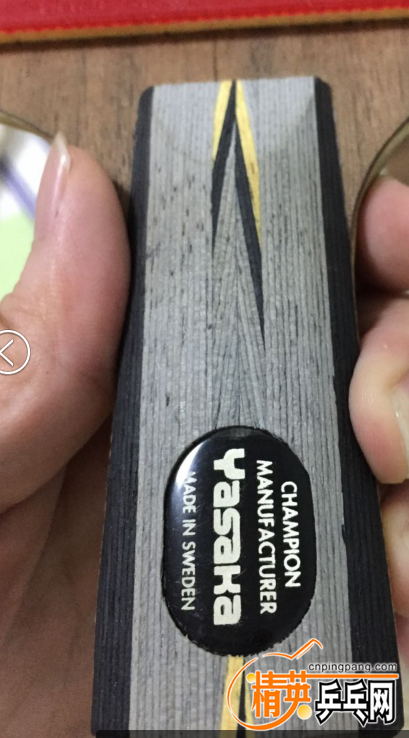 CHAMPION
MANUFACTURER
Yasaka
MADE IN SWEDEN
cnpingpang.com
精英乒乓网